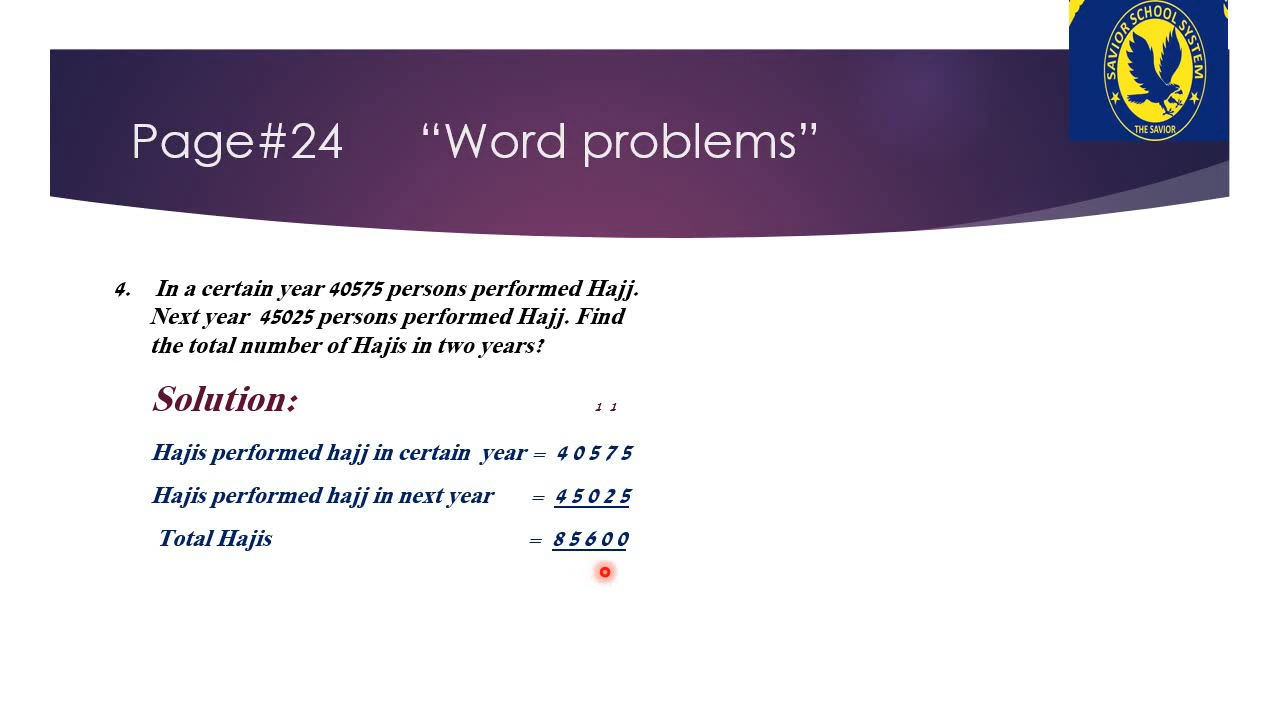 SAVIOR SCHOOL SYSTEM
THE SAVIOR
Page#24 “Word problems”
4. In a certain year 40575 persons performed Hajj.
Next year 45025 persons performed Hajj. Find
the total number of Hajis in two years?
Solution: 1 1
Hajis performed hajj in certain year = 4 0 5 7 5
Hajis performed hajj in next year = 4 5 0 2 5
Total Hajis = 8 5 6 0 0